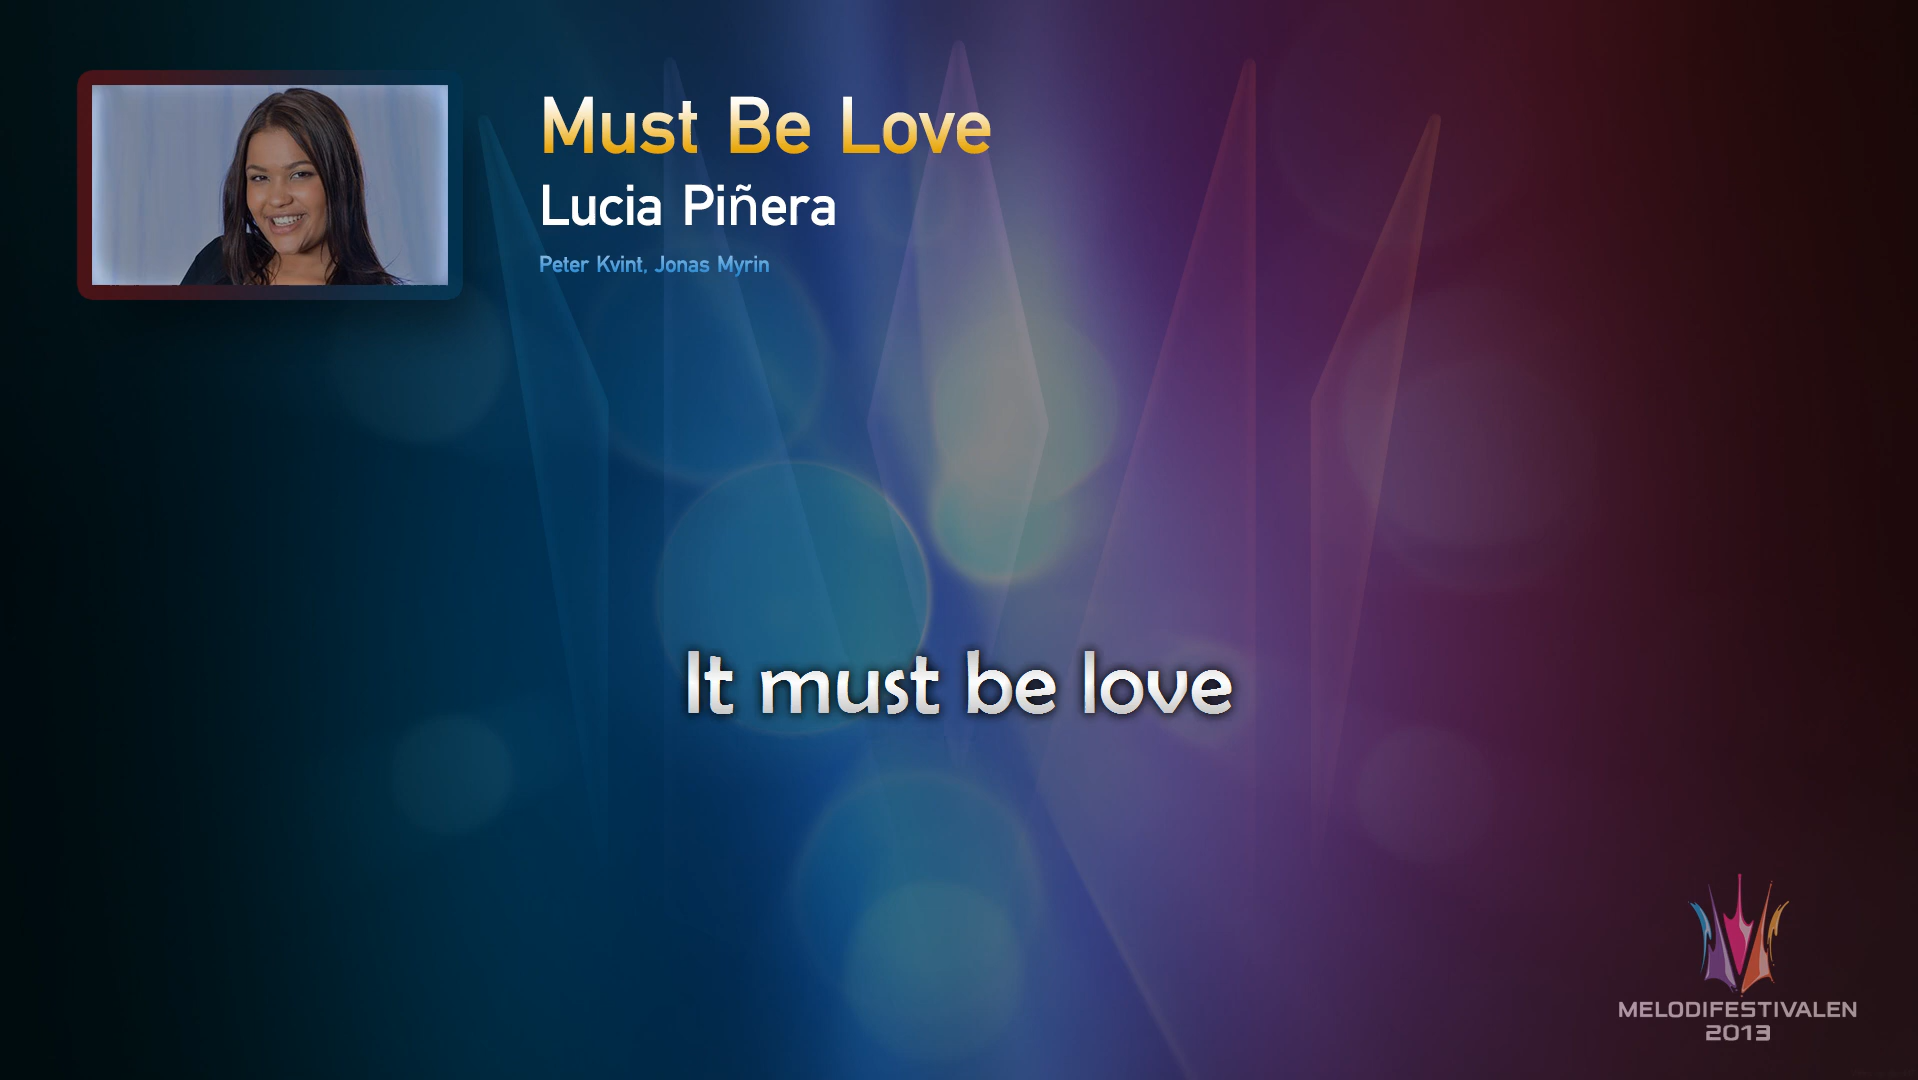 Must Be Love
Lucia Piñera
Peter Kvint, Jonas Myrin
It must be love
MELODIFESTIVALEN
2013